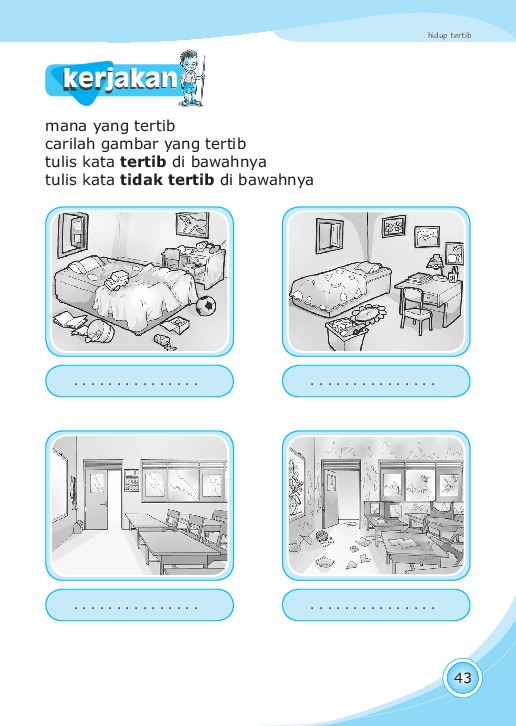 hidup tertib
kerjakan
mana yang tertib
carilah gambar yang tertib
tulis kata tertib di bawahnya
tulis kata tidak tertib di bawahnya
. . . . . . . . . . . . . . .
. . . . . . . . . . . . . . .
. . . . . . . . . . . . . . .
. . . . . . . . . . . . . . .
43